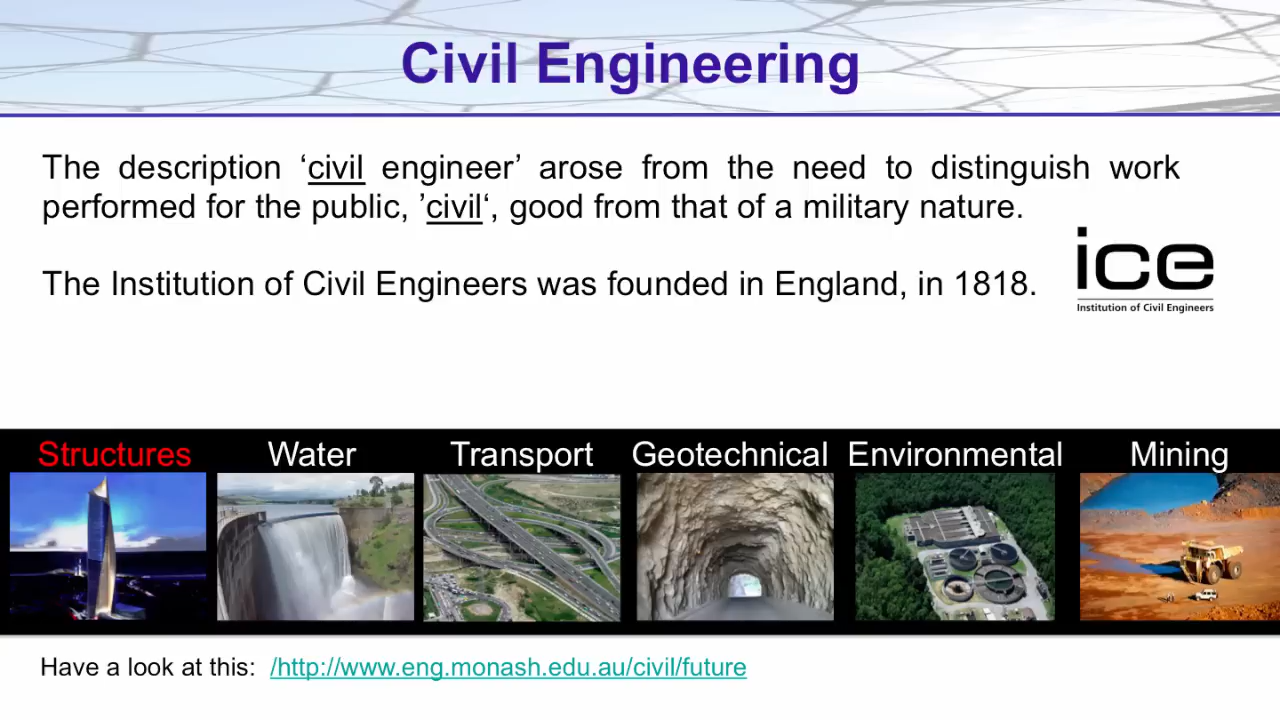 Civil Engineering
The description ‘civil engineer’ arose from the need to distinguish work
performed for the public, ’civil‘, good from that of a military nature.
The Institution of Civil Engineers was founded in England, in 1818.
ice
Institution of Civil Engineers
Structures Water Transport Geotechnical Environmental Mining
Have a look at this: /http://www.eng.monash.edu.au/civil/future